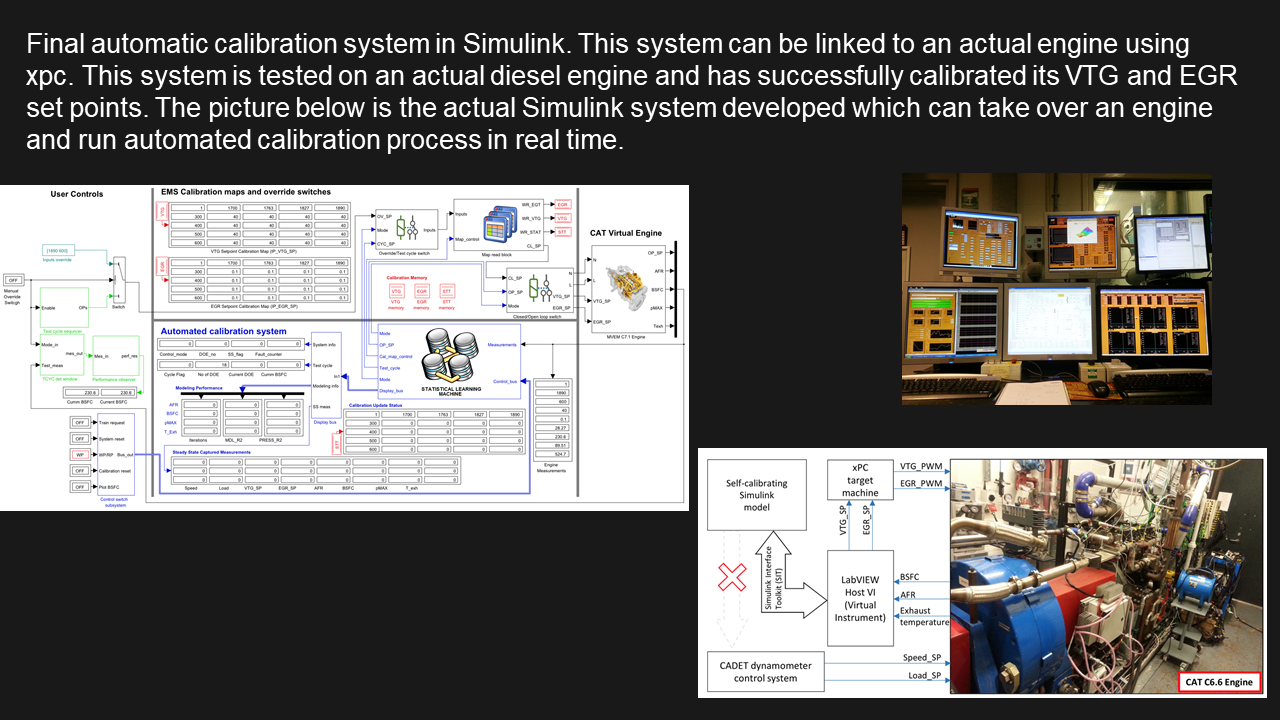 Final automatic calibration system in Simulink. This system can be linked to an actual engine using
xpc. This system is tested on an actual diesel engine and has successfully calibrated its VTG and EGR
set points. The picture below is the actual Simulink system developed which can take over an engine
and run automated calibration process in real time.
User Controls
EMS Calibration maps and override switches
VTG
1 1700 1763 1827 1890
300 40 40 40 40
400 40 40 40 40
500 40 40 40 40
600 40 40 40 40
VTG Setpoint Calibration Map (IP_VTG_SP)
EGR
1 1700 1763 1827 1890
300 0.1 0.1 0.1 0.1
400 0.1 0.1 0.1 0.1
500 0.1 0.1 0.1 0.1
600 0.1 0.1 0.1 0.1
EGR Setpoint Calibration Map (IP_EGR_SP)
[1890 600]
Inputs override
OFF
Manual
Override
Switch
Enable
OPs
Test cycle sequncer
Mode_in
Test_meas
mes_out
TCYC det window
Mes_in
perf_res
Performance observer
230.6
230.6
Cumm BSFC
Current BSFC
OFF
Train request
OFF
System reset
WP
WP/RP
Bus_out
OFF
Calibration reset
OFF
Plot BSFC
Control switch
subsystem
OV_SP
Mode
CYC_SP
Inputs
Override/Test cycle switch
Inputs
Map_control
WR_EGT
WR_VTG
WR_STAT
CL_SP
Map read block
EGR
VTG
STT
Calibration Memory
VTG
EGR
STT
VTG
memory
EGR
memory
STT
memory
CL_SP
OP_SP
Mode
VTG_SP
EGR_SP
Closed/Open loop switch
CAT Virtual Engine
N
L
VTG_SP
EGR_SP
OP_SP
AFR
BSFC
pMAX
Texh
MVEM C7.1 Engine
Automated calibration system
0 0 0 0
Control_mode DOE_no SS_flag Fault_counter
System info
0 18 0 0
Cycle Flag No of DOE Current DOE Cumm BSFC
Test cycle
In1
Modeling Performance
Modeling info
AFR
BSFC
pMAX
T_Exh
Iterations
MDL_R2
PRESS_R2
SS meas
Display bus
Mode
OP_SP
Cal_map_control
Test_cycle
Mode
Display_bus
STATISTICAL LEARNING
MACHINE
Measurements
Control_bus
Calibration Update Status
STT
1 1700 1763 1827 1890
300 0 0 0 0
400 0 0 0 0
500 0 0 0 0
600 0 0 0 0
Steady State Captured Measurements
Speed Load VTG_SP EGR_SP AFR BSFC pMAX T_exh
1
1890
600
40
0.1
28.27
230.6
89.51
524.7
Engine
Measurements
Self-calibrating
Simulink
model
xPC
target
machine
VTG_PWM
EGR_PWM
VTG_SP
EGR_SP
Simulink Interface
Toolkit (SIT)
LabVIEW
Host VI
(Virtual
Instrument)
BSFC
AFR
Exhaust
temperature
CADET dynamometer
control system
Speed_SP
Load_SP
CAT C6.6 Engine